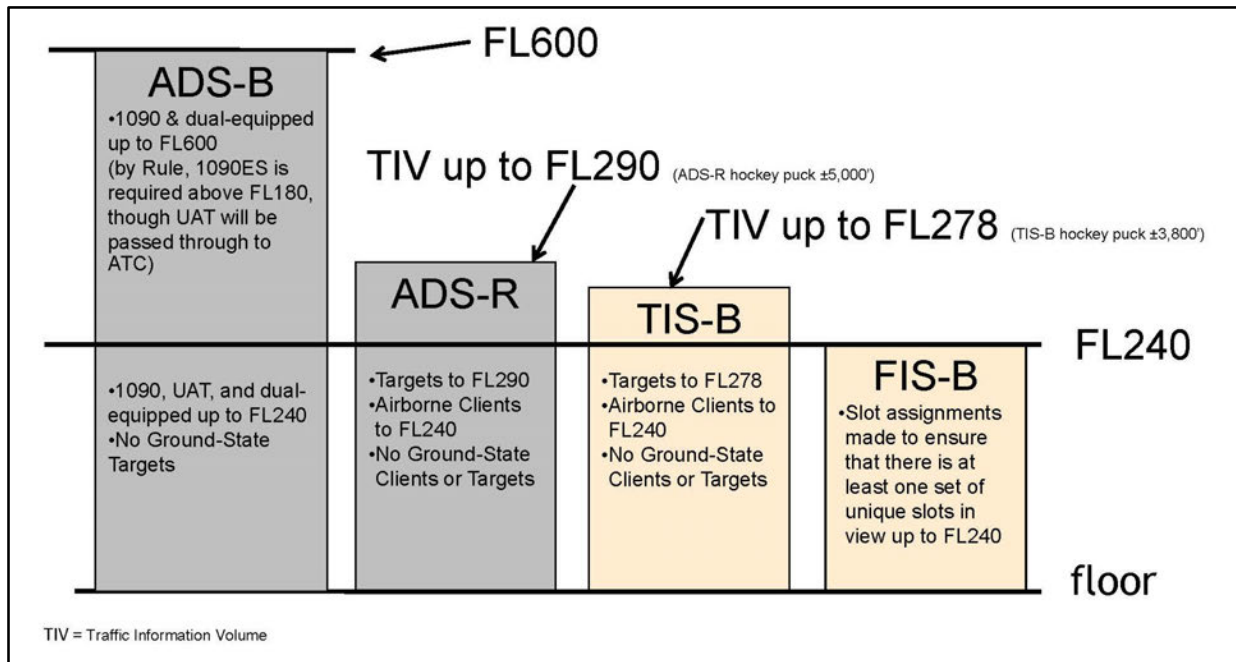 FL600
ADS-B
•1090 & dual-equipped
up to FL600
(by Rule, 1090ES is
required above FL180,
though UAT will be
passed through to
ATC)
TIV up to FL290 (ADS-R hockey puck ±5,000')
TIV up to FL278 (TIS-B hockey puck ±3,800')
ADS-R
TIS-B
FL240
•1090, UAT, and dual-
equipped up to FL240
•No Ground-State
Targets
•Targets to FL290
•Airborne Clients
to FL240
•No Ground-State
Clients or Targets
•Targets to FL278
•Airborne Clients to
FL240
•No Ground-State
Clients or Targets
FIS-B
•Slot assignments
made to ensure
that there is at
least one set of
unique slots in
view up to FL240
floor
TIV = Traffic Information Volume